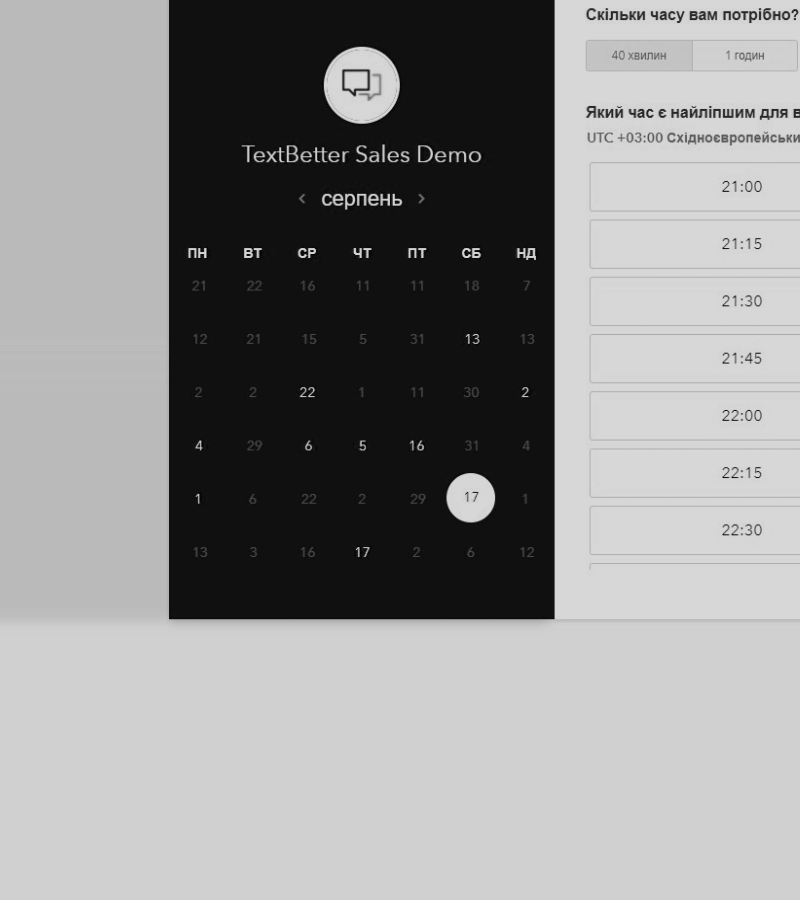 Скільки часу вам потрібно?
40 хвилин 1 годин
TextBetter Sales Demo
серпень
ПН ВТ СР ЧТ ПТ СБ НД
21 22 16 11 11 18 7
12 21 15 5 31 13 13
2 2 22 1 11 30 2
4 29 6 5 16 31 4
1 6 22 2 29 17 1
13 3 16 17 2 6 12
Який час є найліпшим для
UTC +03:00 Східноєвропейськи
21:00
21:15
21:30
21:45
22:00
22:15
22:30